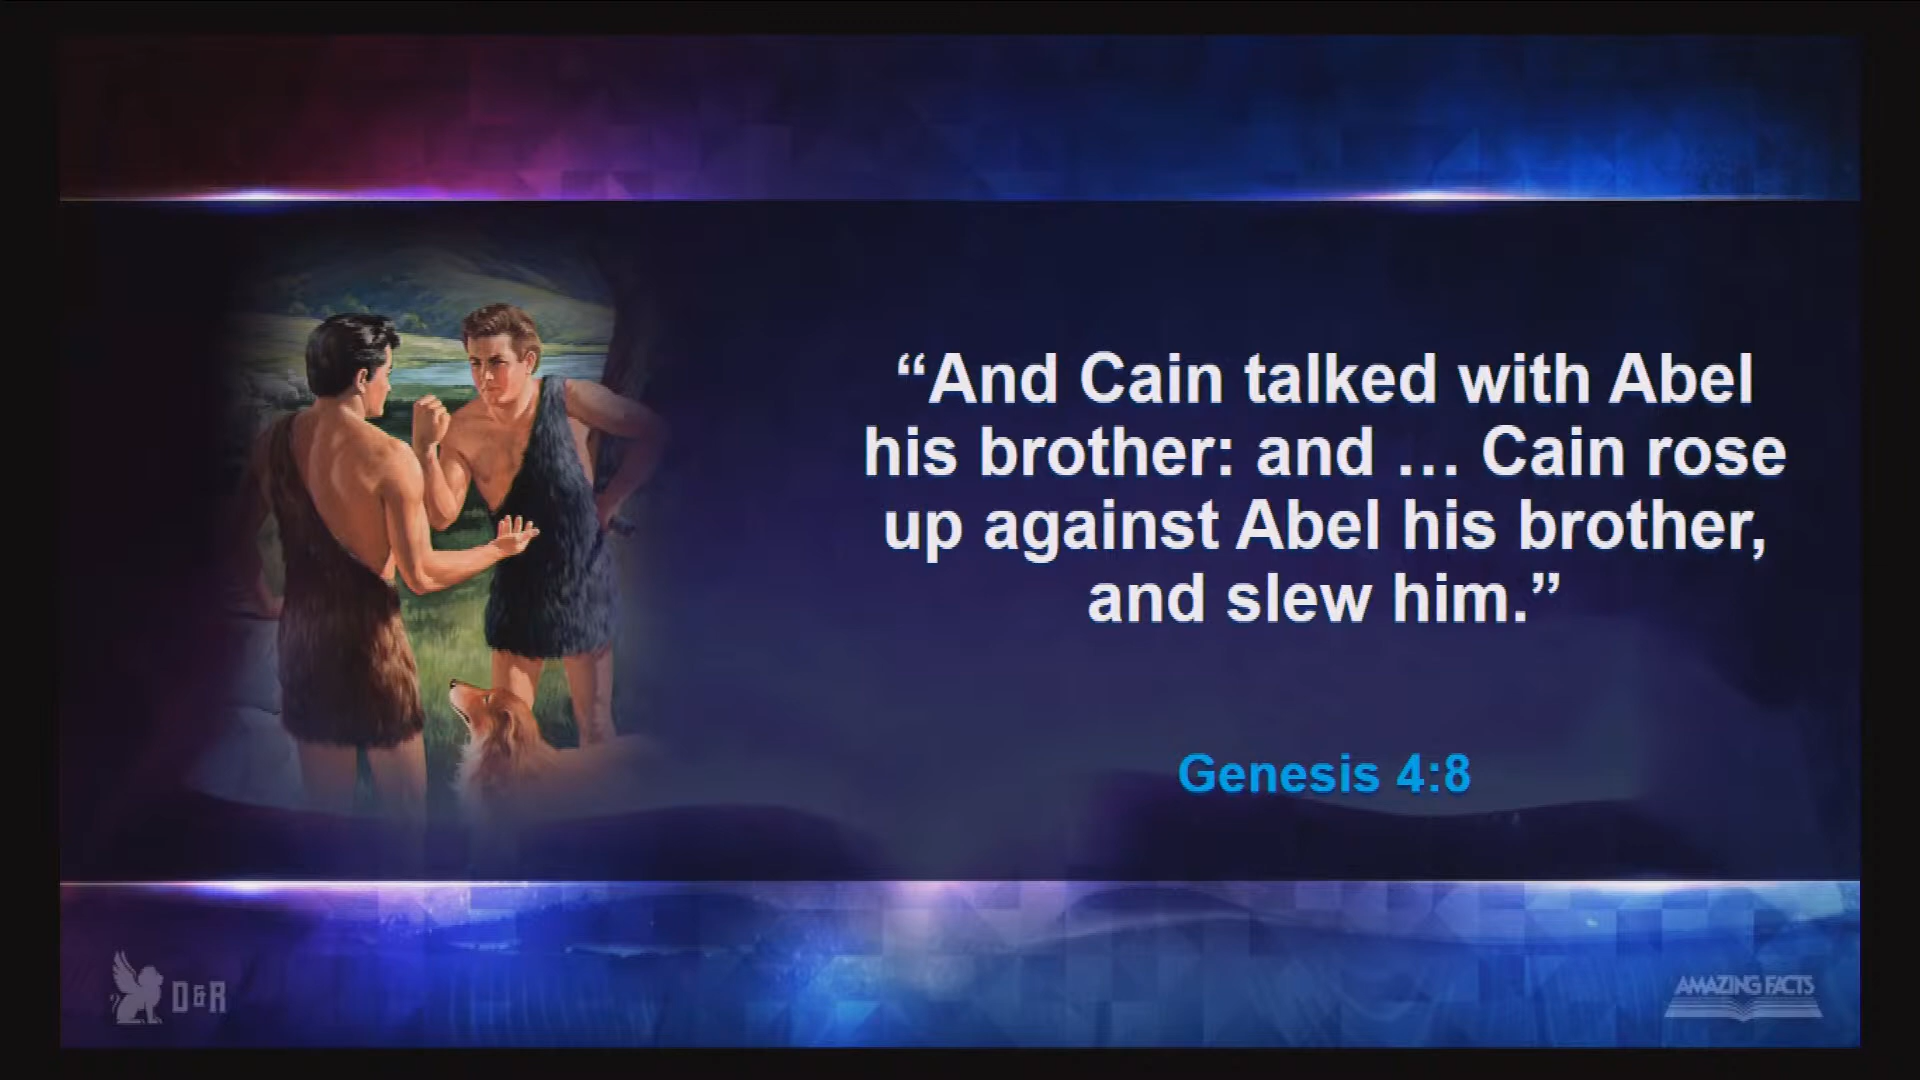 “And Cain talked with Abel
his brother: and … Cain rose
up against Abel his brother,
and slew him.”
Genesis 4:8
D&R
AMAZING FACTS